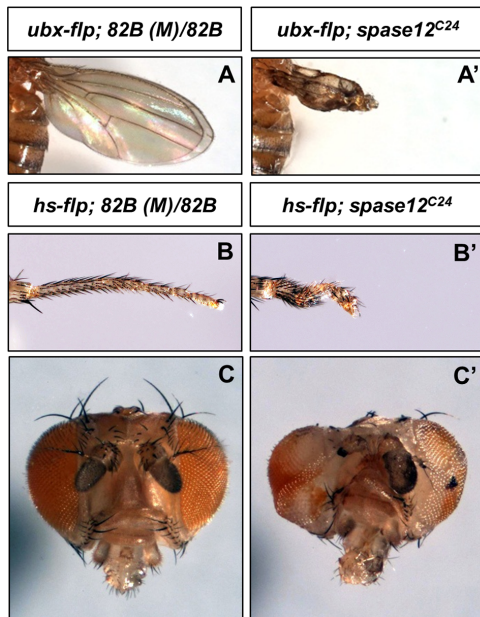 ubx-flp; 82B (M)/82B
ubx-flp; spase12C24
A
A’
hs-flp; 82B (M)/82B
hs-flp; spase12C24
B
B’
C
C’